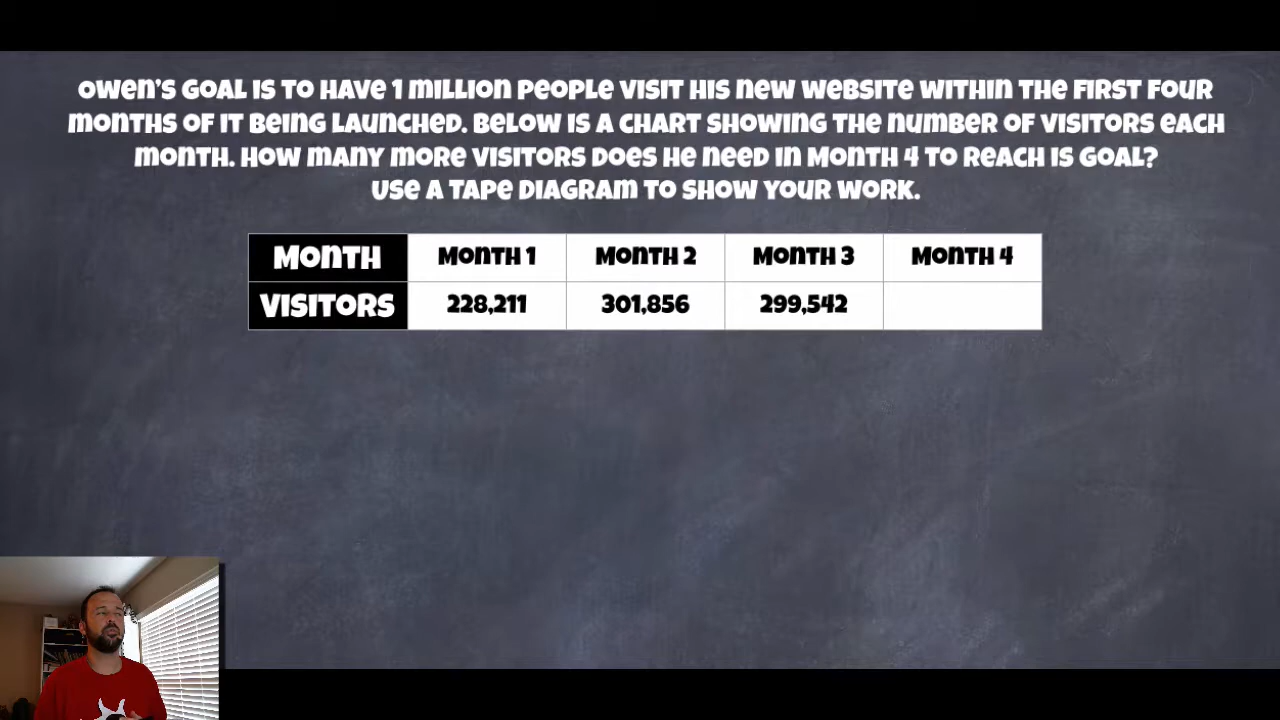 Owen's goal is to have 1 million people visit his new website within the first four
months of it being launched. Below is a chart showing the number of visitors each
month. How many more visitors does he need in Month 4 to reach is goal?
Use a tape diagram to show your work.
Month Month 1 Month 2 Month 3 Month 4
Visitors 228,211 301,856 299,542